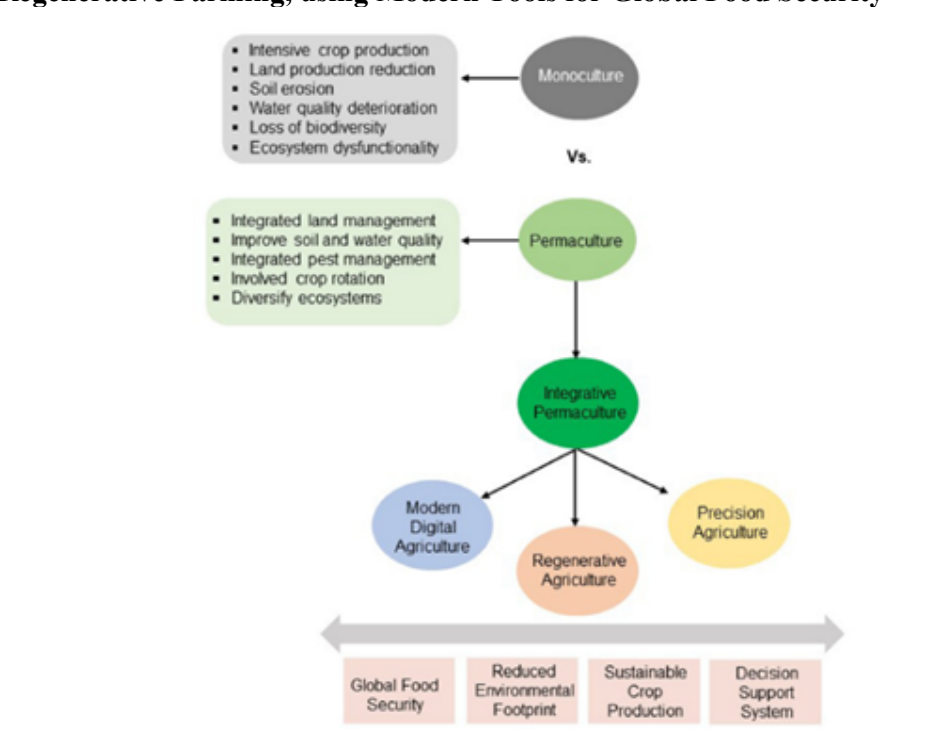 Regenerative Farming, using Modern Tools for Global Food Security
Intensive crop production
Land production reduction
Soil erosion
Water quality deterioration
Loss of biodiversity
Ecosystem dysfunctionality
Monoculture
Vs.
Integrated land management
Improve soil and water quality
Integrated pest management
Involved crop rotation
Diversify ecosystems
Permaculture
Integrative
Permaculture
Modern
Digital
Agriculture
Regenerative
Agriculture
Precision
Agriculture
Global Food
Security
Reduced
Environmental
Footprint
Sustainable
Crop
Production
Decision
Support
System